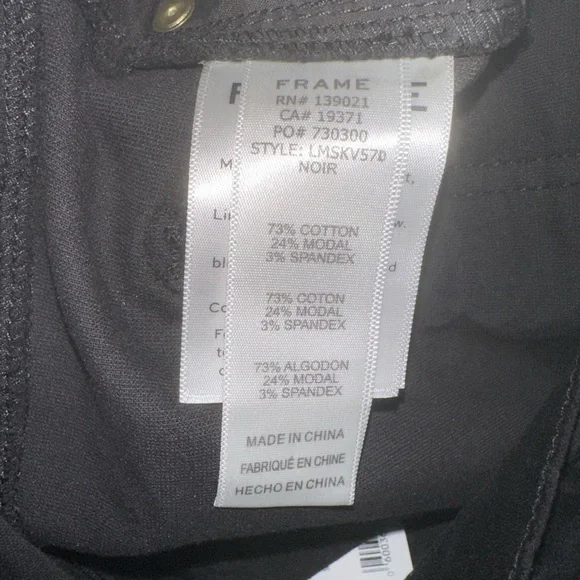 FRAME
RN# 139021
CA# 19371
PO# 730300
STYLE: LMSKV570
NOIR
73% COTTON
24% MODAL
3% SPANDEX
73% COTON
24% MODAL
3% SPANDEX
73% ALGODON
24% MODAL
3% SPANDEX
MADE IN CHINA
FABRIQUÉ EN CHINE
HECHO EN CHINA